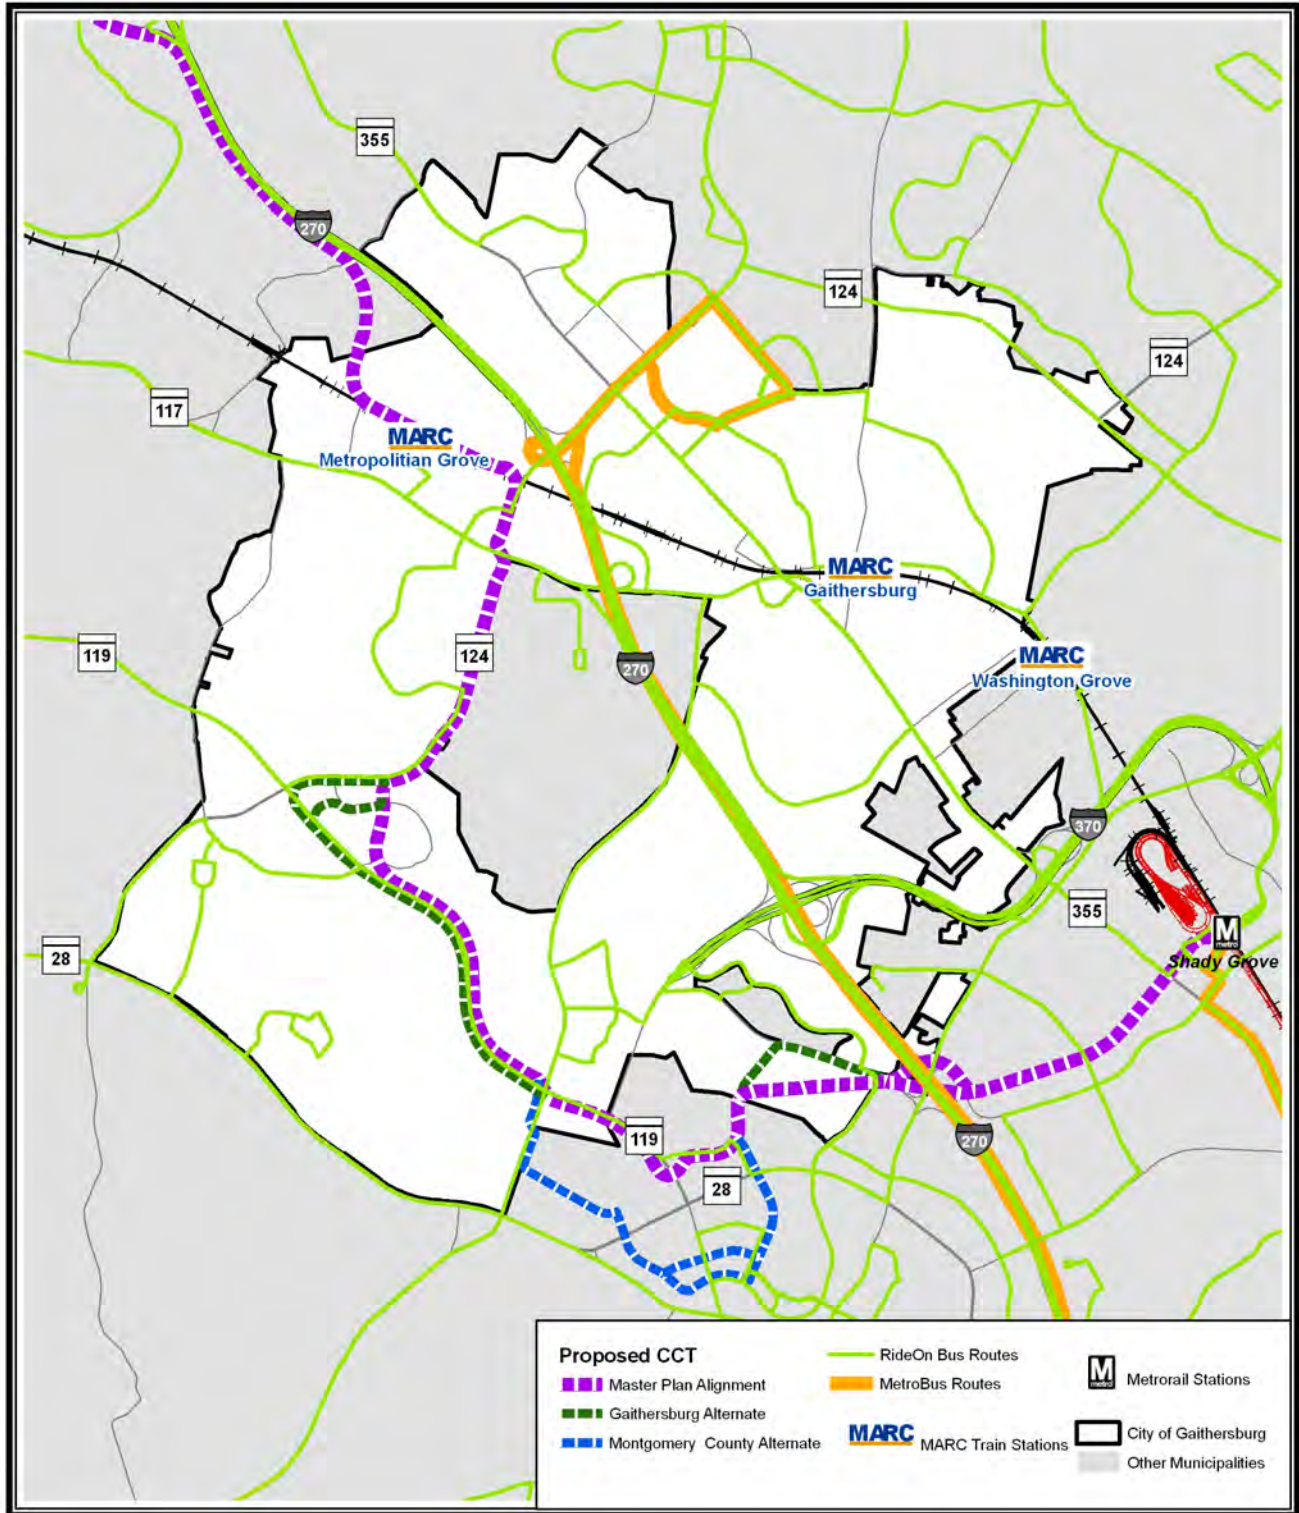 355
270
124
124
117
MARC
Metropolitian Grove
MARC
Gaithersburg
119
124
270
MARC
Washington Grove
370
355
M
metro
Shady Grove
28
119
270
28
Proposed CCT
Master Plan Alignment
Gaithersburg Alternate
Montgomery County Alternate
RideOn Bus Routes
MetroBus Routes
MARC MARC Train Stations
M
metro
Metrorail Stations
City of Gaithersburg
Other Municipalities